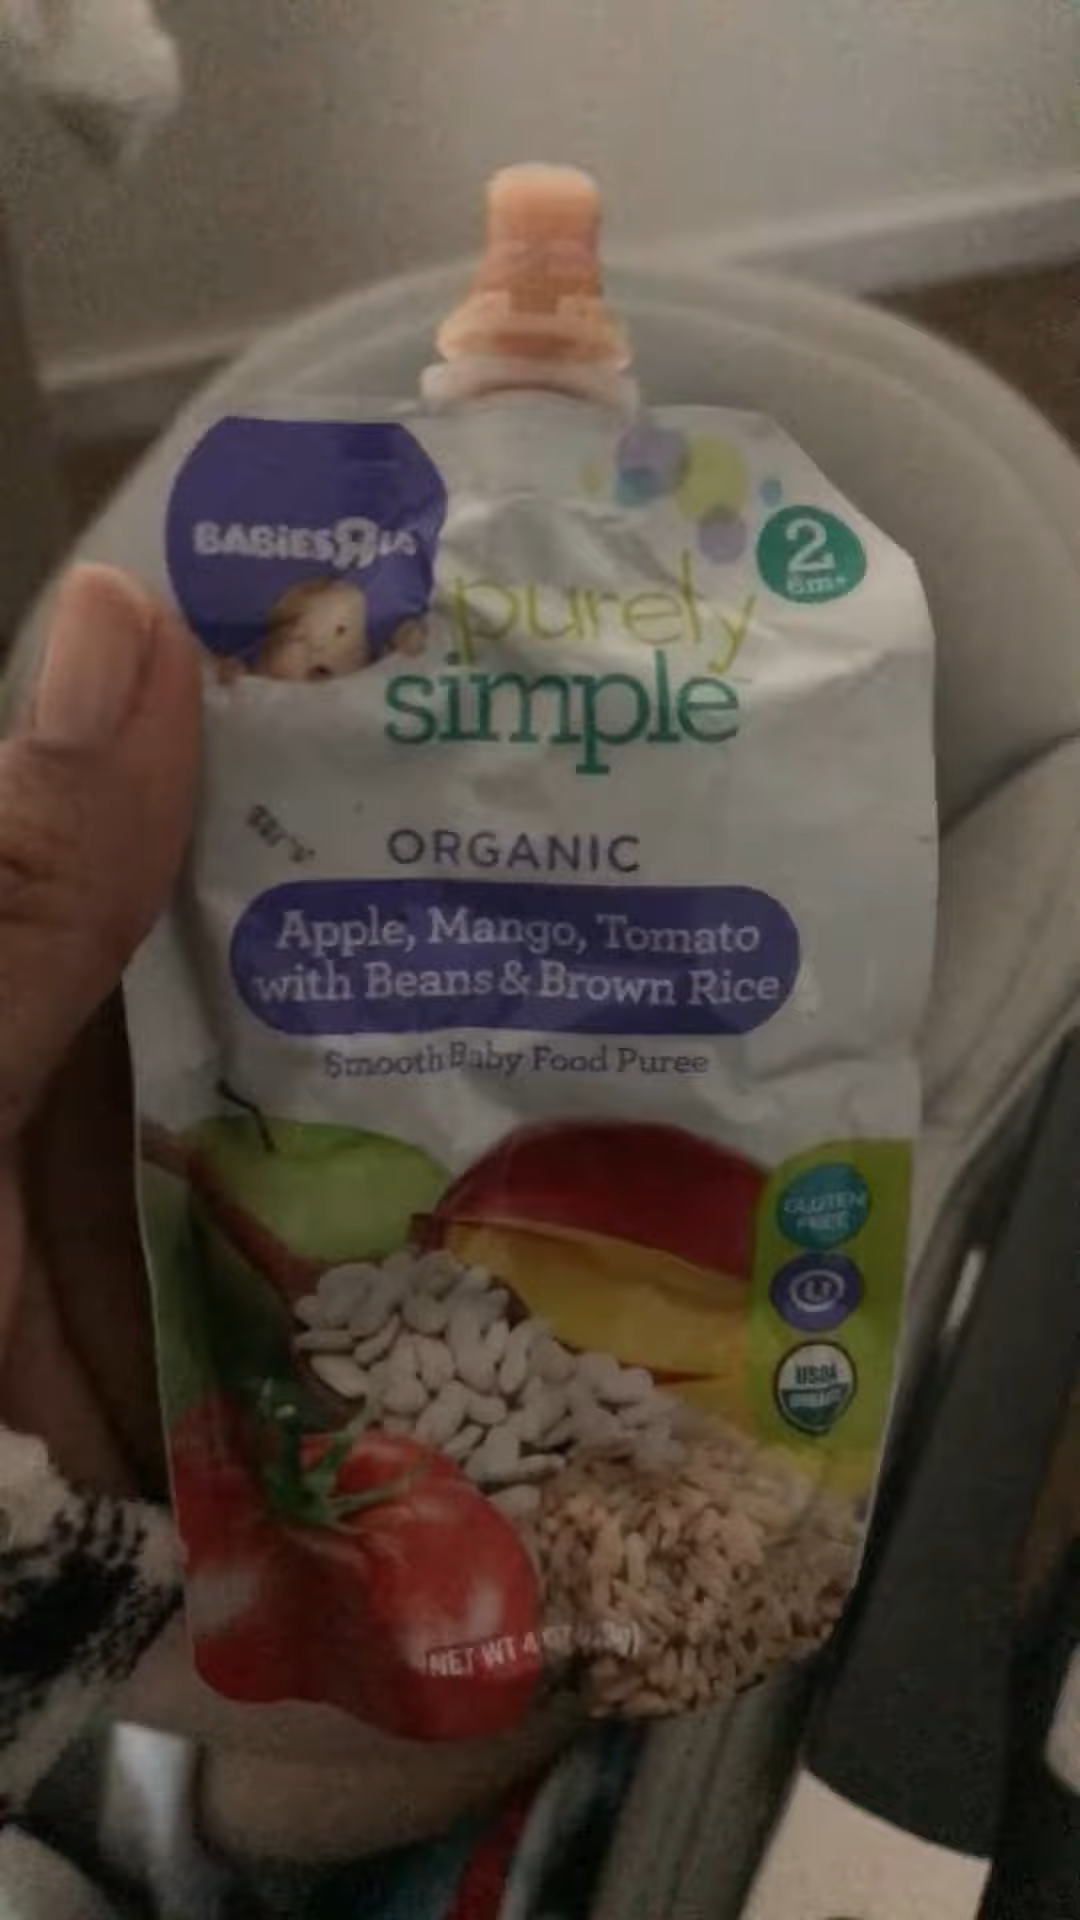 BABIES R US
2
6m+
purely
simple
ORGANIC
Apple, Mango, Tomato
with Beans & Brown Rice
Smooth Baby Food Puree
GLUTEN
FREE
U
USDA
ORGANIC
NET WT 4